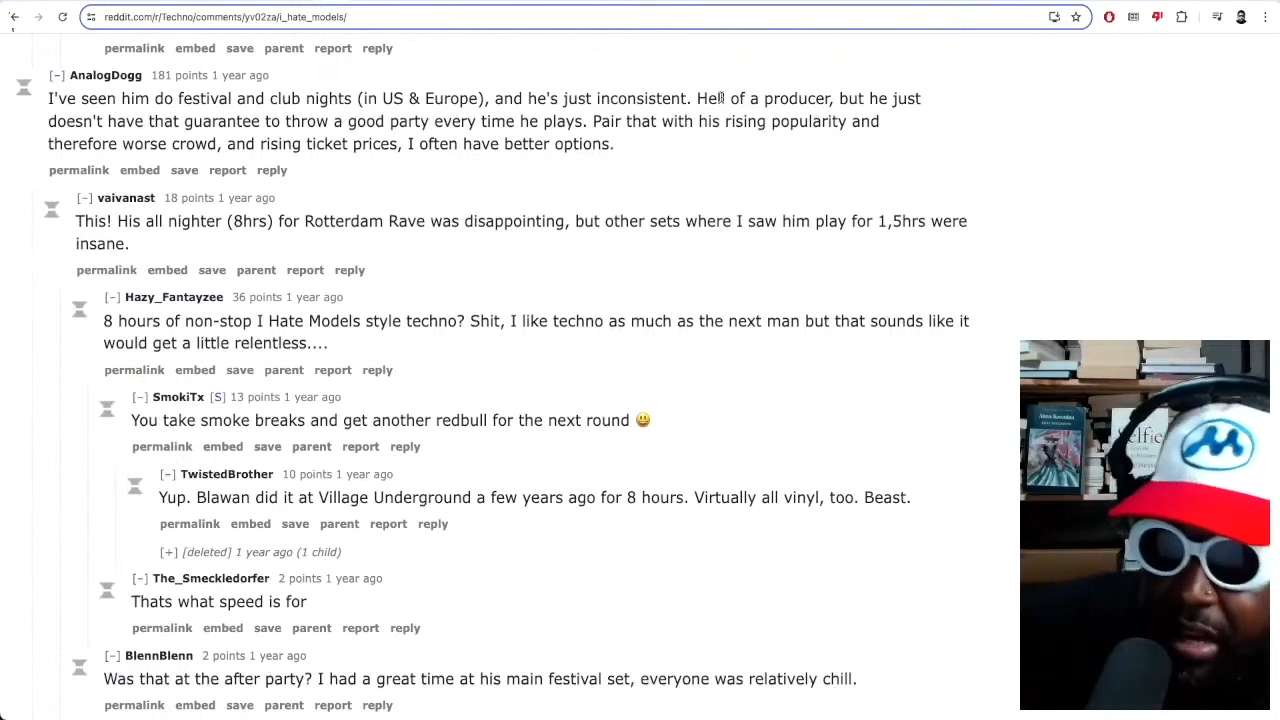 reddit.com/r/Techno/comments/yv02za/i_hate_models/
permalink embed save parent report reply
[–] AnalogDogg 181 points 1 year ago
I've seen him do festival and club nights (in US & Europe), and he's just inconsistent. Hell of a producer, but he just
doesn't have that guarantee to throw a good party every time he plays. Pair that with his rising popularity and
therefore worse crowd, and rising ticket prices, I often have better options.
permalink embed save report reply
[–] vaivanast 18 points 1 year ago
This! His all nighter (8hrs) for Rotterdam Rave was disappointing, but other sets where I saw him play for 1,5hrs were
insane.
permalink embed save parent report reply
[–] Hazy_Fantayzee 36 points 1 year ago
8 hours of non-stop I Hate Models style techno? Shit, I like techno as much as the next man but that sounds like it
would get a little relentless....
permalink embed save parent report reply
[–] SmokiTx [S] 13 points 1 year ago
You take smoke breaks and get another redbull for the next round 😃
permalink embed save parent report reply
[–] TwistedBrother 10 points 1 year ago
Yup. Blawan did it at Village Underground a few years ago for 8 hours. Virtually all vinyl, too. Beast.
permalink embed save parent report reply
[+] [deleted] 1 year ago (1 child)
[–] The_Smeckledorfer 2 points 1 year ago
Thats what speed is for
permalink embed save parent report reply
[–] BlennBlenn 2 points 1 year ago
Was that at the after party? I had a great time at his main festival set, everyone was relatively chill.
permalink embed save parent report reply
Anna Karenina
Selfie